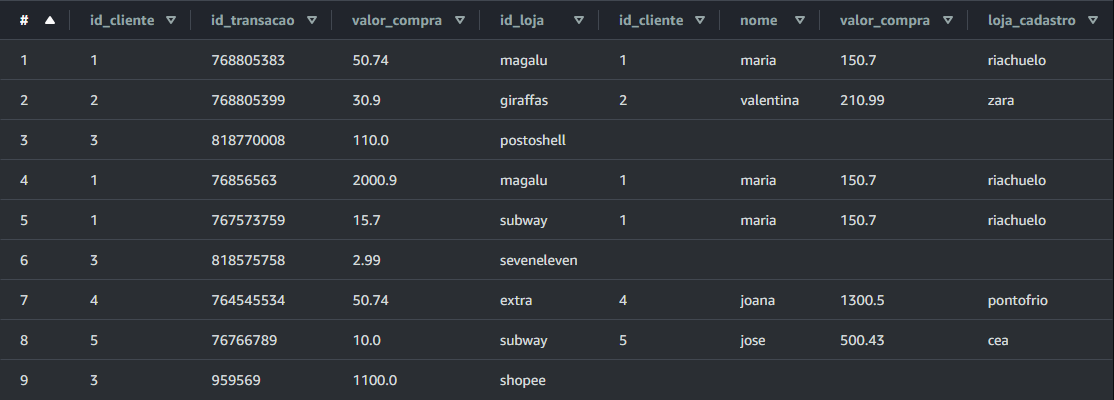 # id_cliente id_transacao valor_compra id_loja id_cliente nome valor_compra loja_cadastro
1 1 768805383 50.74 magalu 1 maria 150.7 riachuelo
2 2 768805399 30.9 giraffas 2 valentina 210.99 zara
3 3 818770008 110.0 postoshell
4 1 76856563 2000.9 magalu 1 maria 150.7 riachuelo
5 1 767573759 15.7 subway 1 maria 150.7 riachuelo
6 3 818575758 2.99 seveneleven
7 4 764545534 50.74 extra 4 joana 1300.5 pontofrio
8 5 76766789 10.0 subway 5 jose 500.43 cea
9 3 959569 1100.0 shopee